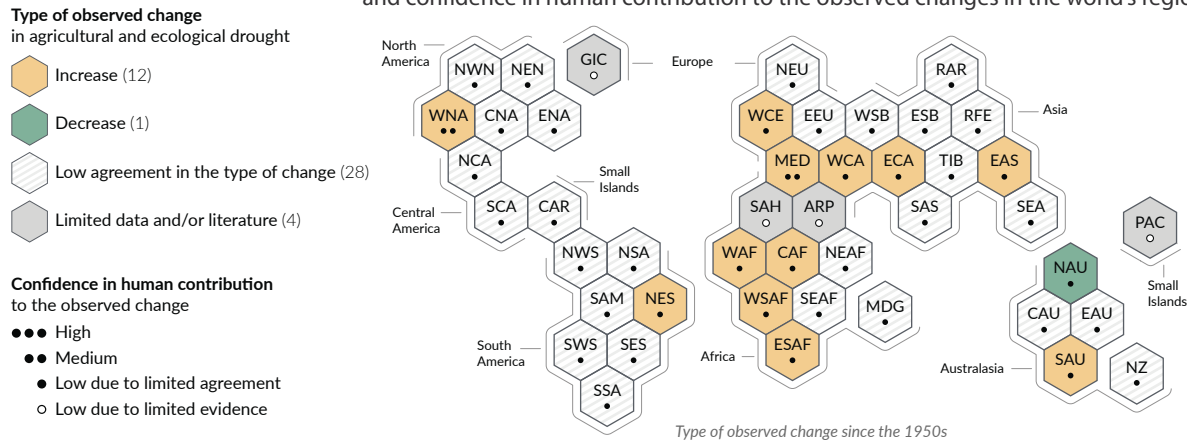 and confidence in human contribution to the observed changes in the world's regio
Type of observed change
in agricultural and ecological drought
Increase (12)
Decrease (1)
Low agreement in the type of change (28)
Limited data and/or literature (4)
Confidence in human contribution
to the observed change
High
Medium
Low due to limited agreement
Low due to limited evidence
North
America
GIC
Europe
NWN NEN
NEU
RAR
WNA CNA ENA
WCE EEU WSB ESB RFE
Asia
NCA
MED WCA ECA TIB EAS
Small
Islands
Central
America
SCA CAR
SAH ARP
SAS
SEA
PAC
Small
Islands
NWS NSA
WAF CAF NEAF
NAU
SAM NES
WSAF SEAF MDG
CAU EAU
South
America
SWS SES
Africa
ESAF
Australasia
SAU NZ
SSA
Type of observed change since the 1950s